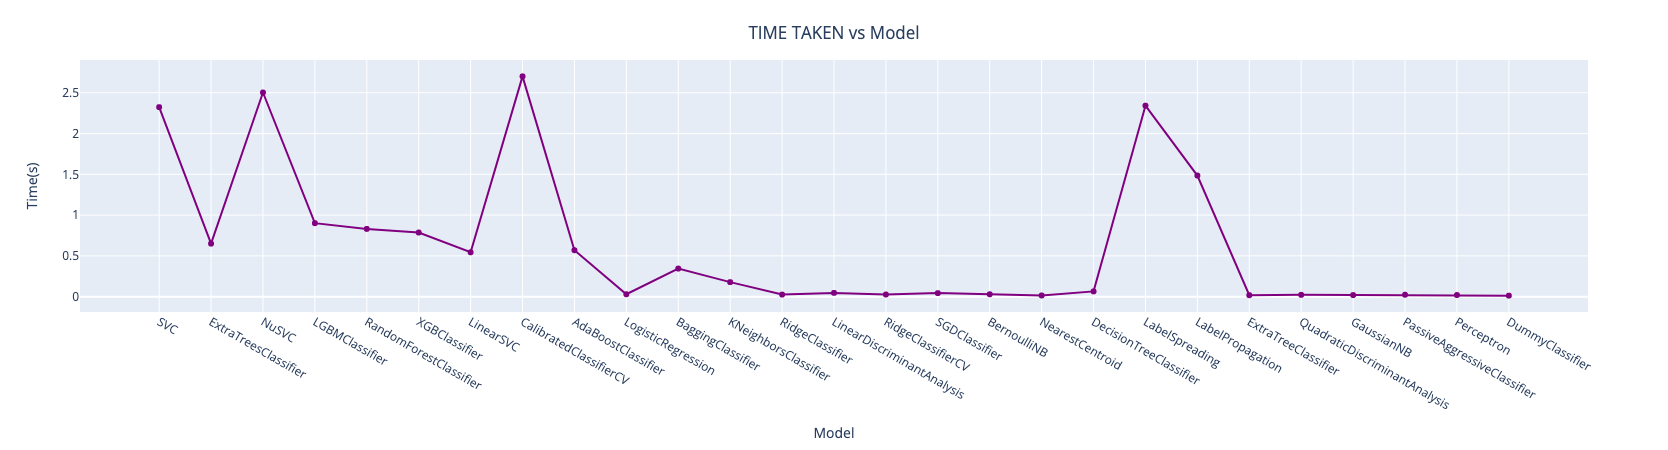 TIME TAKEN vs Model
Time(s)
2.5
2
1.5
1
0.5
0
SVC
ExtraTreesClassifier
NuSVC
LGBMClassifier
RandomForestClassifier
XGBClassifier
LinearSVC
CalibratedClassifierCV
AdaBoostClassifier
LogisticRegression
BaggingClassifier
KNeighborsClassifier
RidgeClassifier
LinearDiscriminantAnalysis
RidgeClassifierCV
SGDClassifier
BernoulliNB
NearestCentroid
DecisionTreeClassifier
LabelSpreading
LabelPropagation
ExtraTreeClassifier
QuadraticDiscriminantAnalysis
GaussianNB
PassiveAggressiveClassifier
Perceptron
DummyClassifier
Model